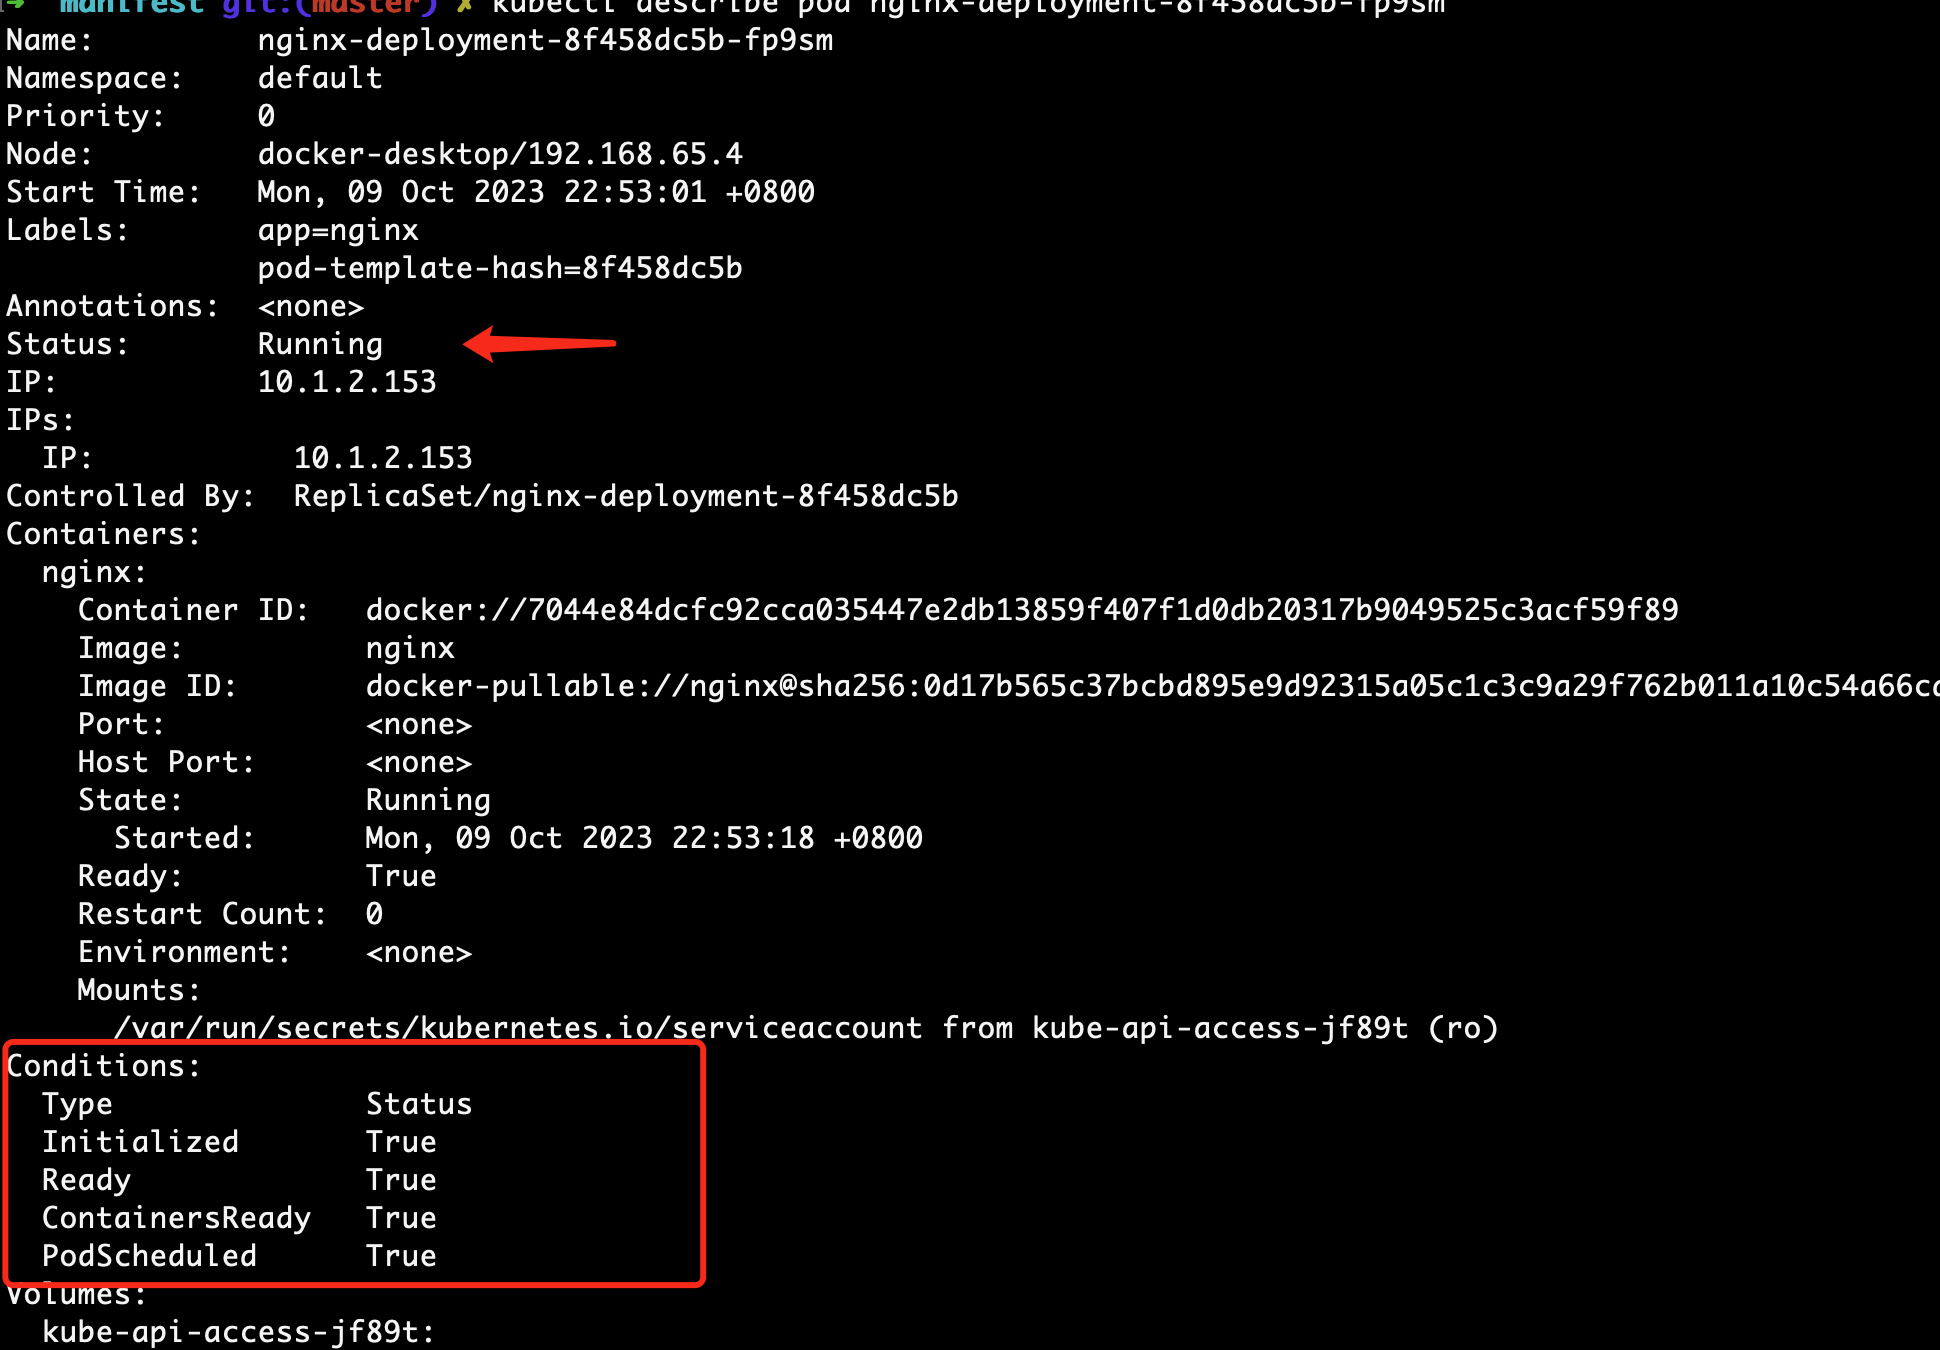 ➜  manifest git:(master) ✗ kubectl describe pod nginx-deployment-8f458dc5b-fp9sm
Name:         nginx-deployment-8f458dc5b-fp9sm
Namespace:    default
Priority:     0
Node:         docker-desktop/192.168.65.4
Start Time:   Mon, 09 Oct 2023 22:53:01 +0800
Labels:       app=nginx
              pod-template-hash=8f458dc5b
Annotations:  <none>
Status:       Running
IP:           10.1.2.153
IPs:
  IP:           10.1.2.153
Controlled By:  ReplicaSet/nginx-deployment-8f458dc5b
Containers:
  nginx:
    Container ID:   docker://7044e84dcfc92cca035447e2db13859f407f1d0db20317b9049525c3acf59f89
    Image:          nginx
    Image ID:       docker-pullable://nginx@sha256:0d17b565c37bcbd895e9d92315a05c1c3c9a29f762b011a10c54a66c
    Port:           <none>
    Host Port:      <none>
    State:          Running
      Started:      Mon, 09 Oct 2023 22:53:18 +0800
    Ready:          True
    Restart Count:  0
    Environment:    <none>
    Mounts:
      /var/run/secrets/kubernetes.io/serviceaccount from kube-api-access-jf89t (ro)
Conditions:
  Type              Status
  Initialized       True
  Ready             True
  ContainersReady   True
  PodScheduled      True
Volumes:
  kube-api-access-jf89t: